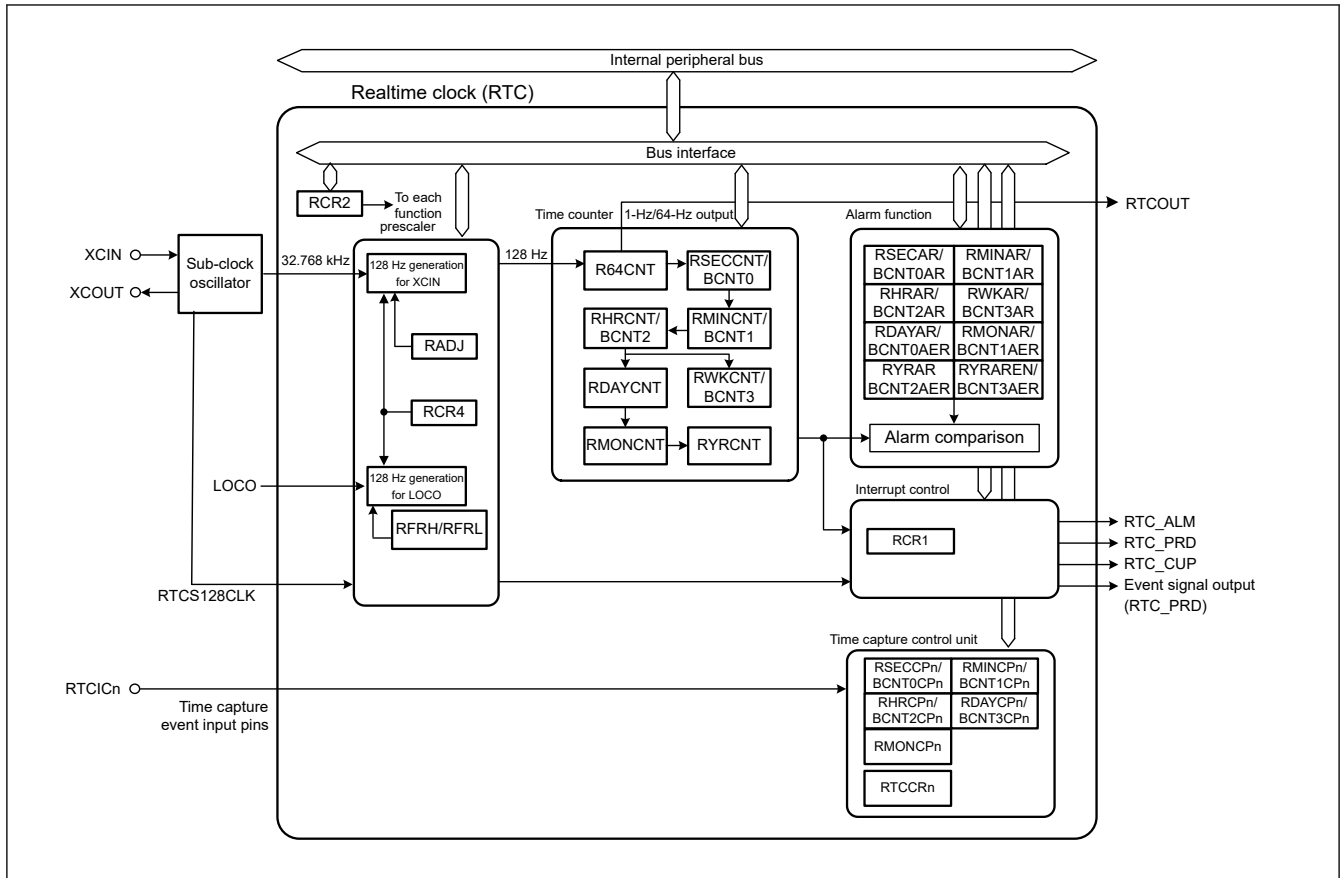 Internal peripheral bus
Realtime clock (RTC)
Bus interface
RCR2
To each
function
prescaler
Time counter
1-Hz/64-Hz output
Alarm function
RTCOUT
XCIN
XCOUT
Sub-clock
oscillator
32.768 kHz
128 Hz generation
for XCIN
RADJ
RCR4
LOCO
128 Hz generation
for LOCO
RFRH/RFRL
RTCS128CLK
128 Hz
R64CNT
RSECCNT/
BCNT0
RHRCNT/
BCNT2
RMINCNT/
BCNT1
RDAYCNT
RWKCNT/
BCNT3
RMONCNT
RYRCNT
RSECAR/
BCNT0AR
RMINAR/
BCNT1AR
RHRAR/
BCNT2AR
RWKAR/
BCNT3AR
RDAYAR/
BCNT0AER
RMONAR/
BCNT1AER
RYRAR
BCNT2AER
RYRAREN/
BCNT3AER
Alarm comparison
Interrupt control
RCR1
RTC_ALM
RTC_PRD
RTC_CUP
Event signal output
(RTC_PRD)
Time capture control unit
RTCICn
Time capture
event input pins
RSECCPn/
BCNT0CPn
RMINCPn/
BCNT1CPn
RHRCPn/
BCNT2CPn
RDAYCPn/
BCNT3CPn
RMONCPn
RTCCRn